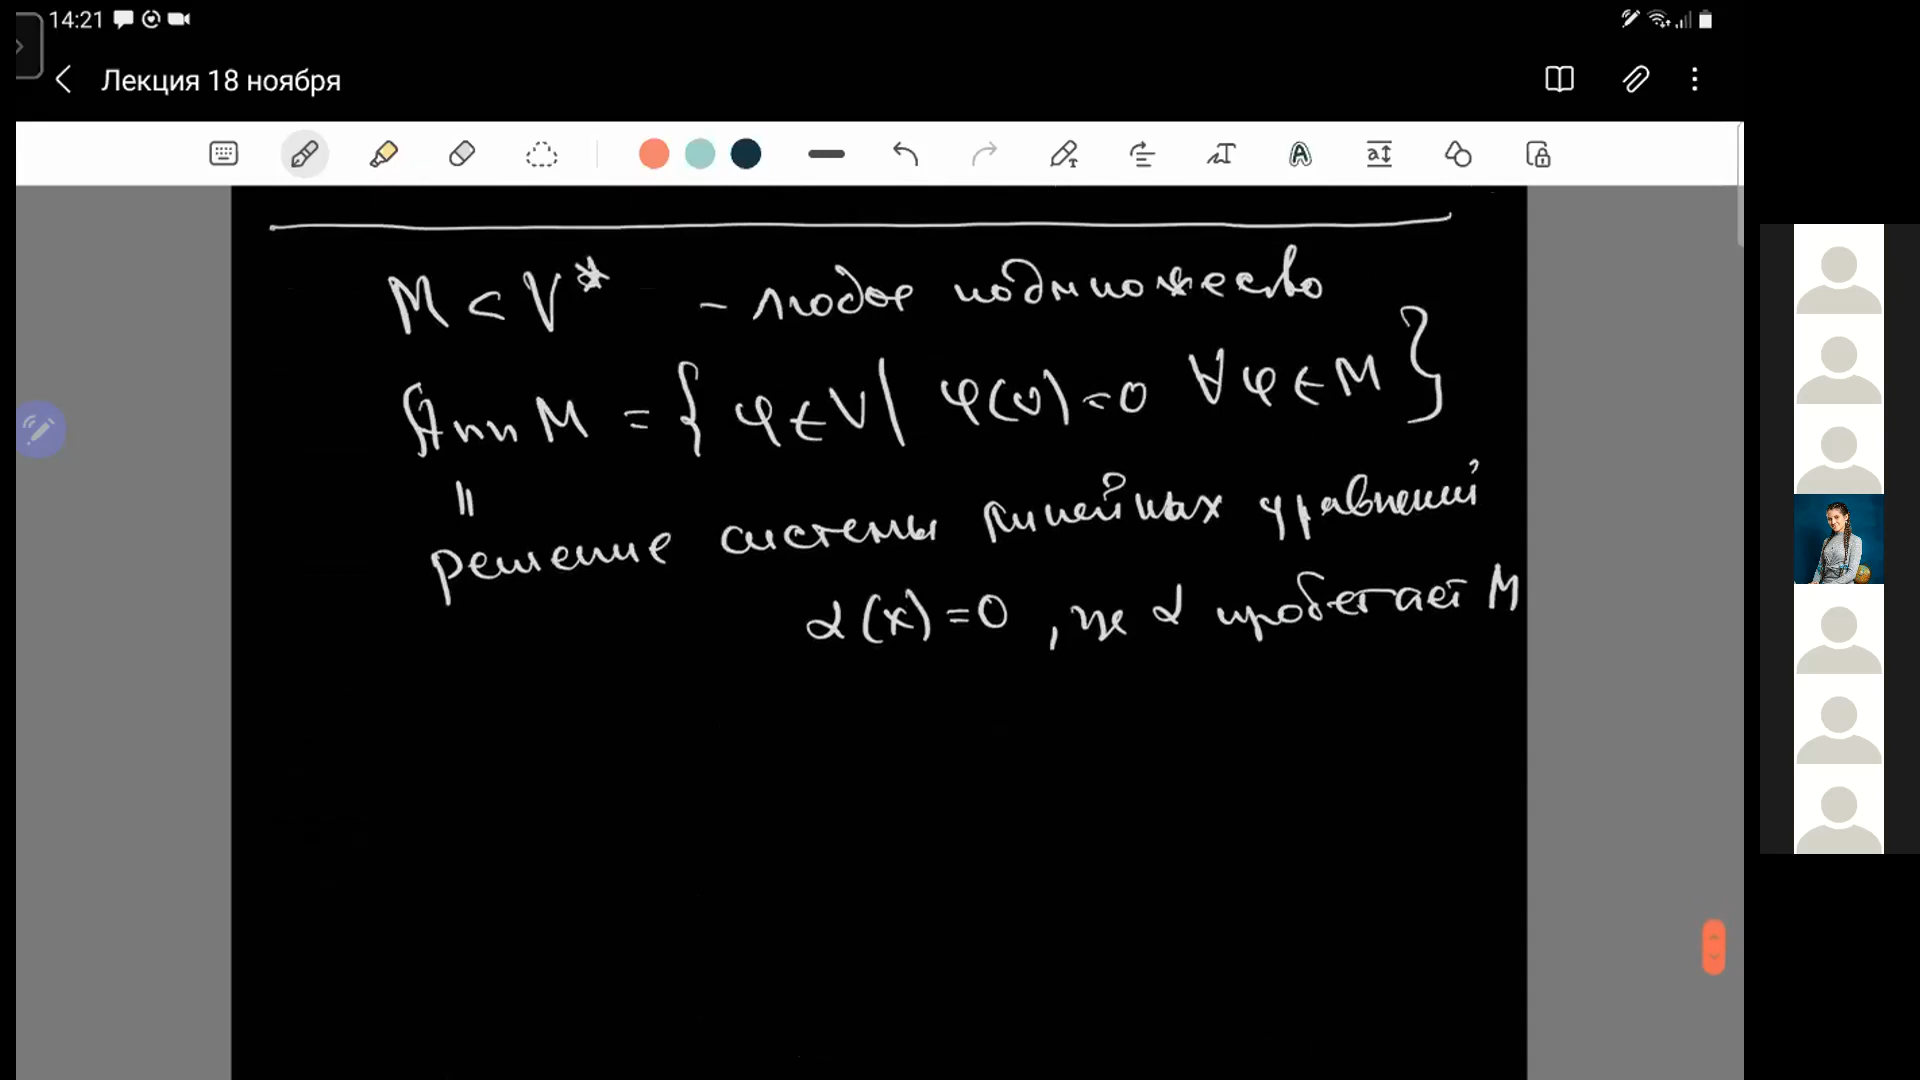 14:21
Лекция 18 ноября
M ⊂ V* – любое подмножество
Ann M = { φ ∈ V | φ(v) = 0 ∀φ ∈ M }
||
решение системы линейных уравнений
α(x) = 0 , где α пробегает M